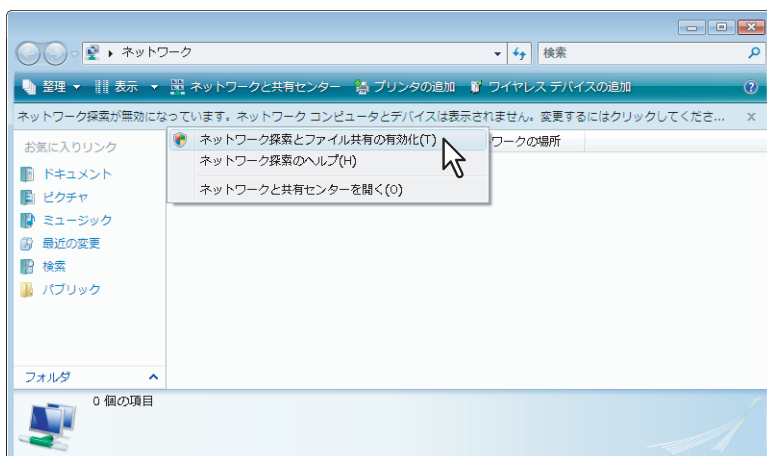 ネットワーク
検索
整理 表示 ネットワークと共有センター プリンタの追加 ワイヤレス デバイスの追加
ネットワーク探索が無効になっています。ネットワーク コンピュータとデバイスは表示されません。変更するにはクリックしてくださ...
お気に入りリンク
ワークの場所
ネットワーク探索とファイル共有の有効化(T)
ネットワーク探索のヘルプ(H)
ネットワークと共有センターを開く(O)
ドキュメント
ピクチャ
ミュージック
最近の変更
検索
パブリック
フォルダ
0 個の項目